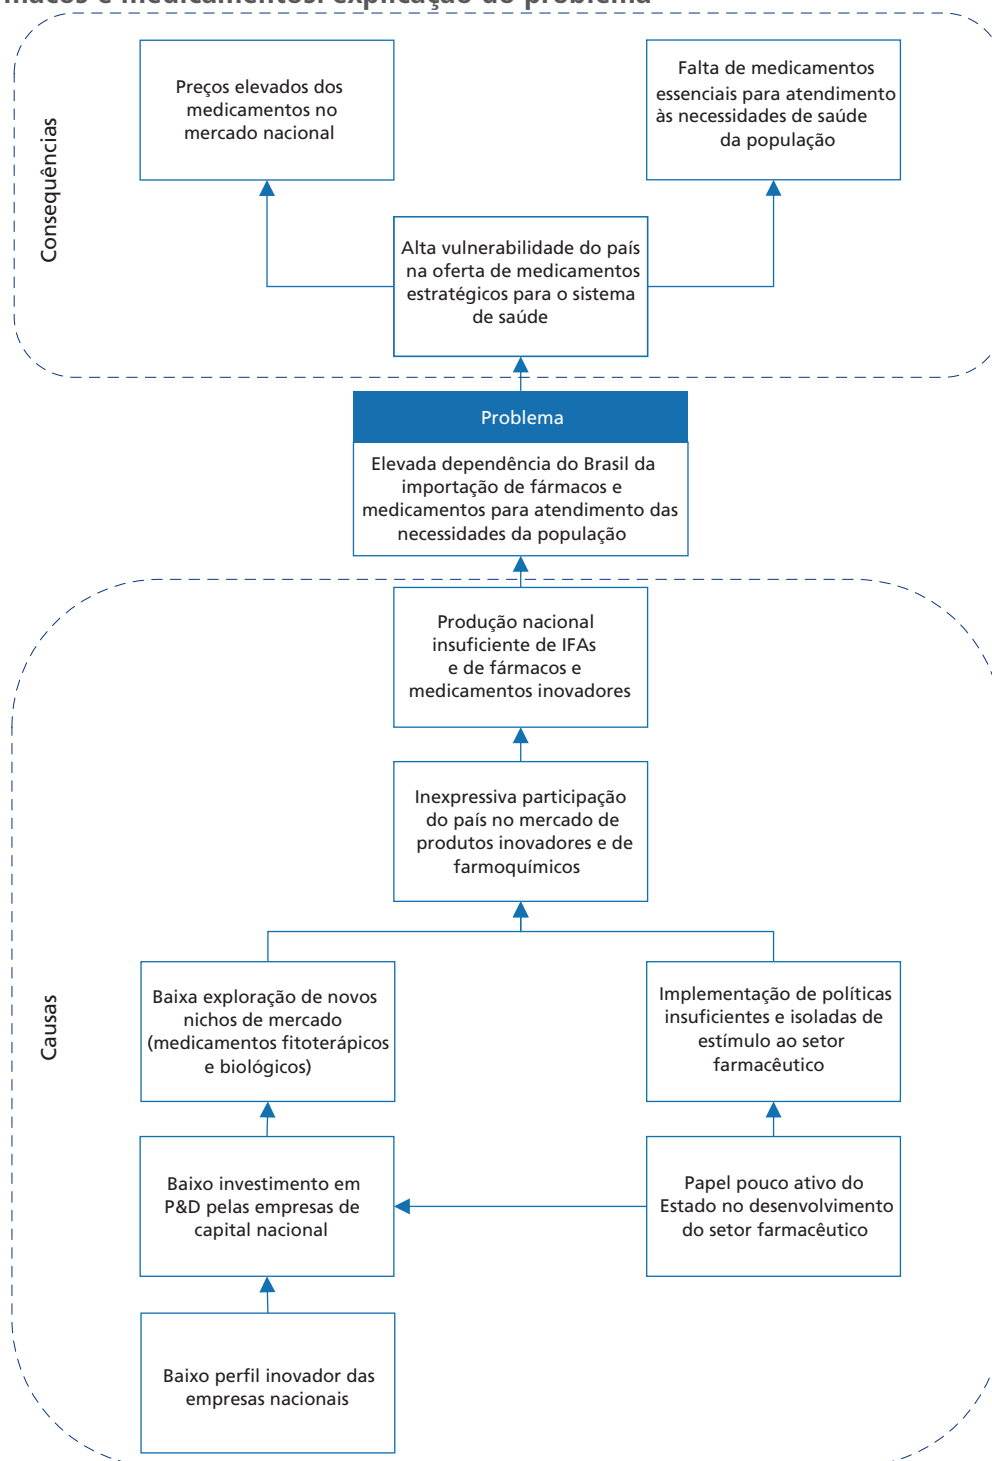 macos e medicamentos: explicação do problema
Consequências
Preços elevados dos
medicamentos no
mercado nacional
Falta de medicamentos
essenciais para atendimento
às necessidades de saúde
da população
Alta vulnerabilidade do país
na oferta de medicamentos
estratégicos para o sistema
de saúde
Problema
Elevada dependência do Brasil da
importação de fármacos e
medicamentos para atendimento das
necessidades da população
Causas
Produção nacional
insuficiente de IFAs
e de fármacos e
medicamentos inovadores
Inexpressiva participação
do país no mercado de
produtos inovadores e de
farmoquímicos
Baixa exploração de novos
nichos de mercado
(medicamentos fitoterápicos
e biológicos)
Implementação de políticas
insuficientes e isoladas de
estímulo ao setor
farmacêutico
Baixo investimento em
P&D pelas empresas de
capital nacional
Papel pouco ativo do
Estado no desenvolvimento
do setor farmacêutico
Baixo perfil inovador das
empresas nacionais